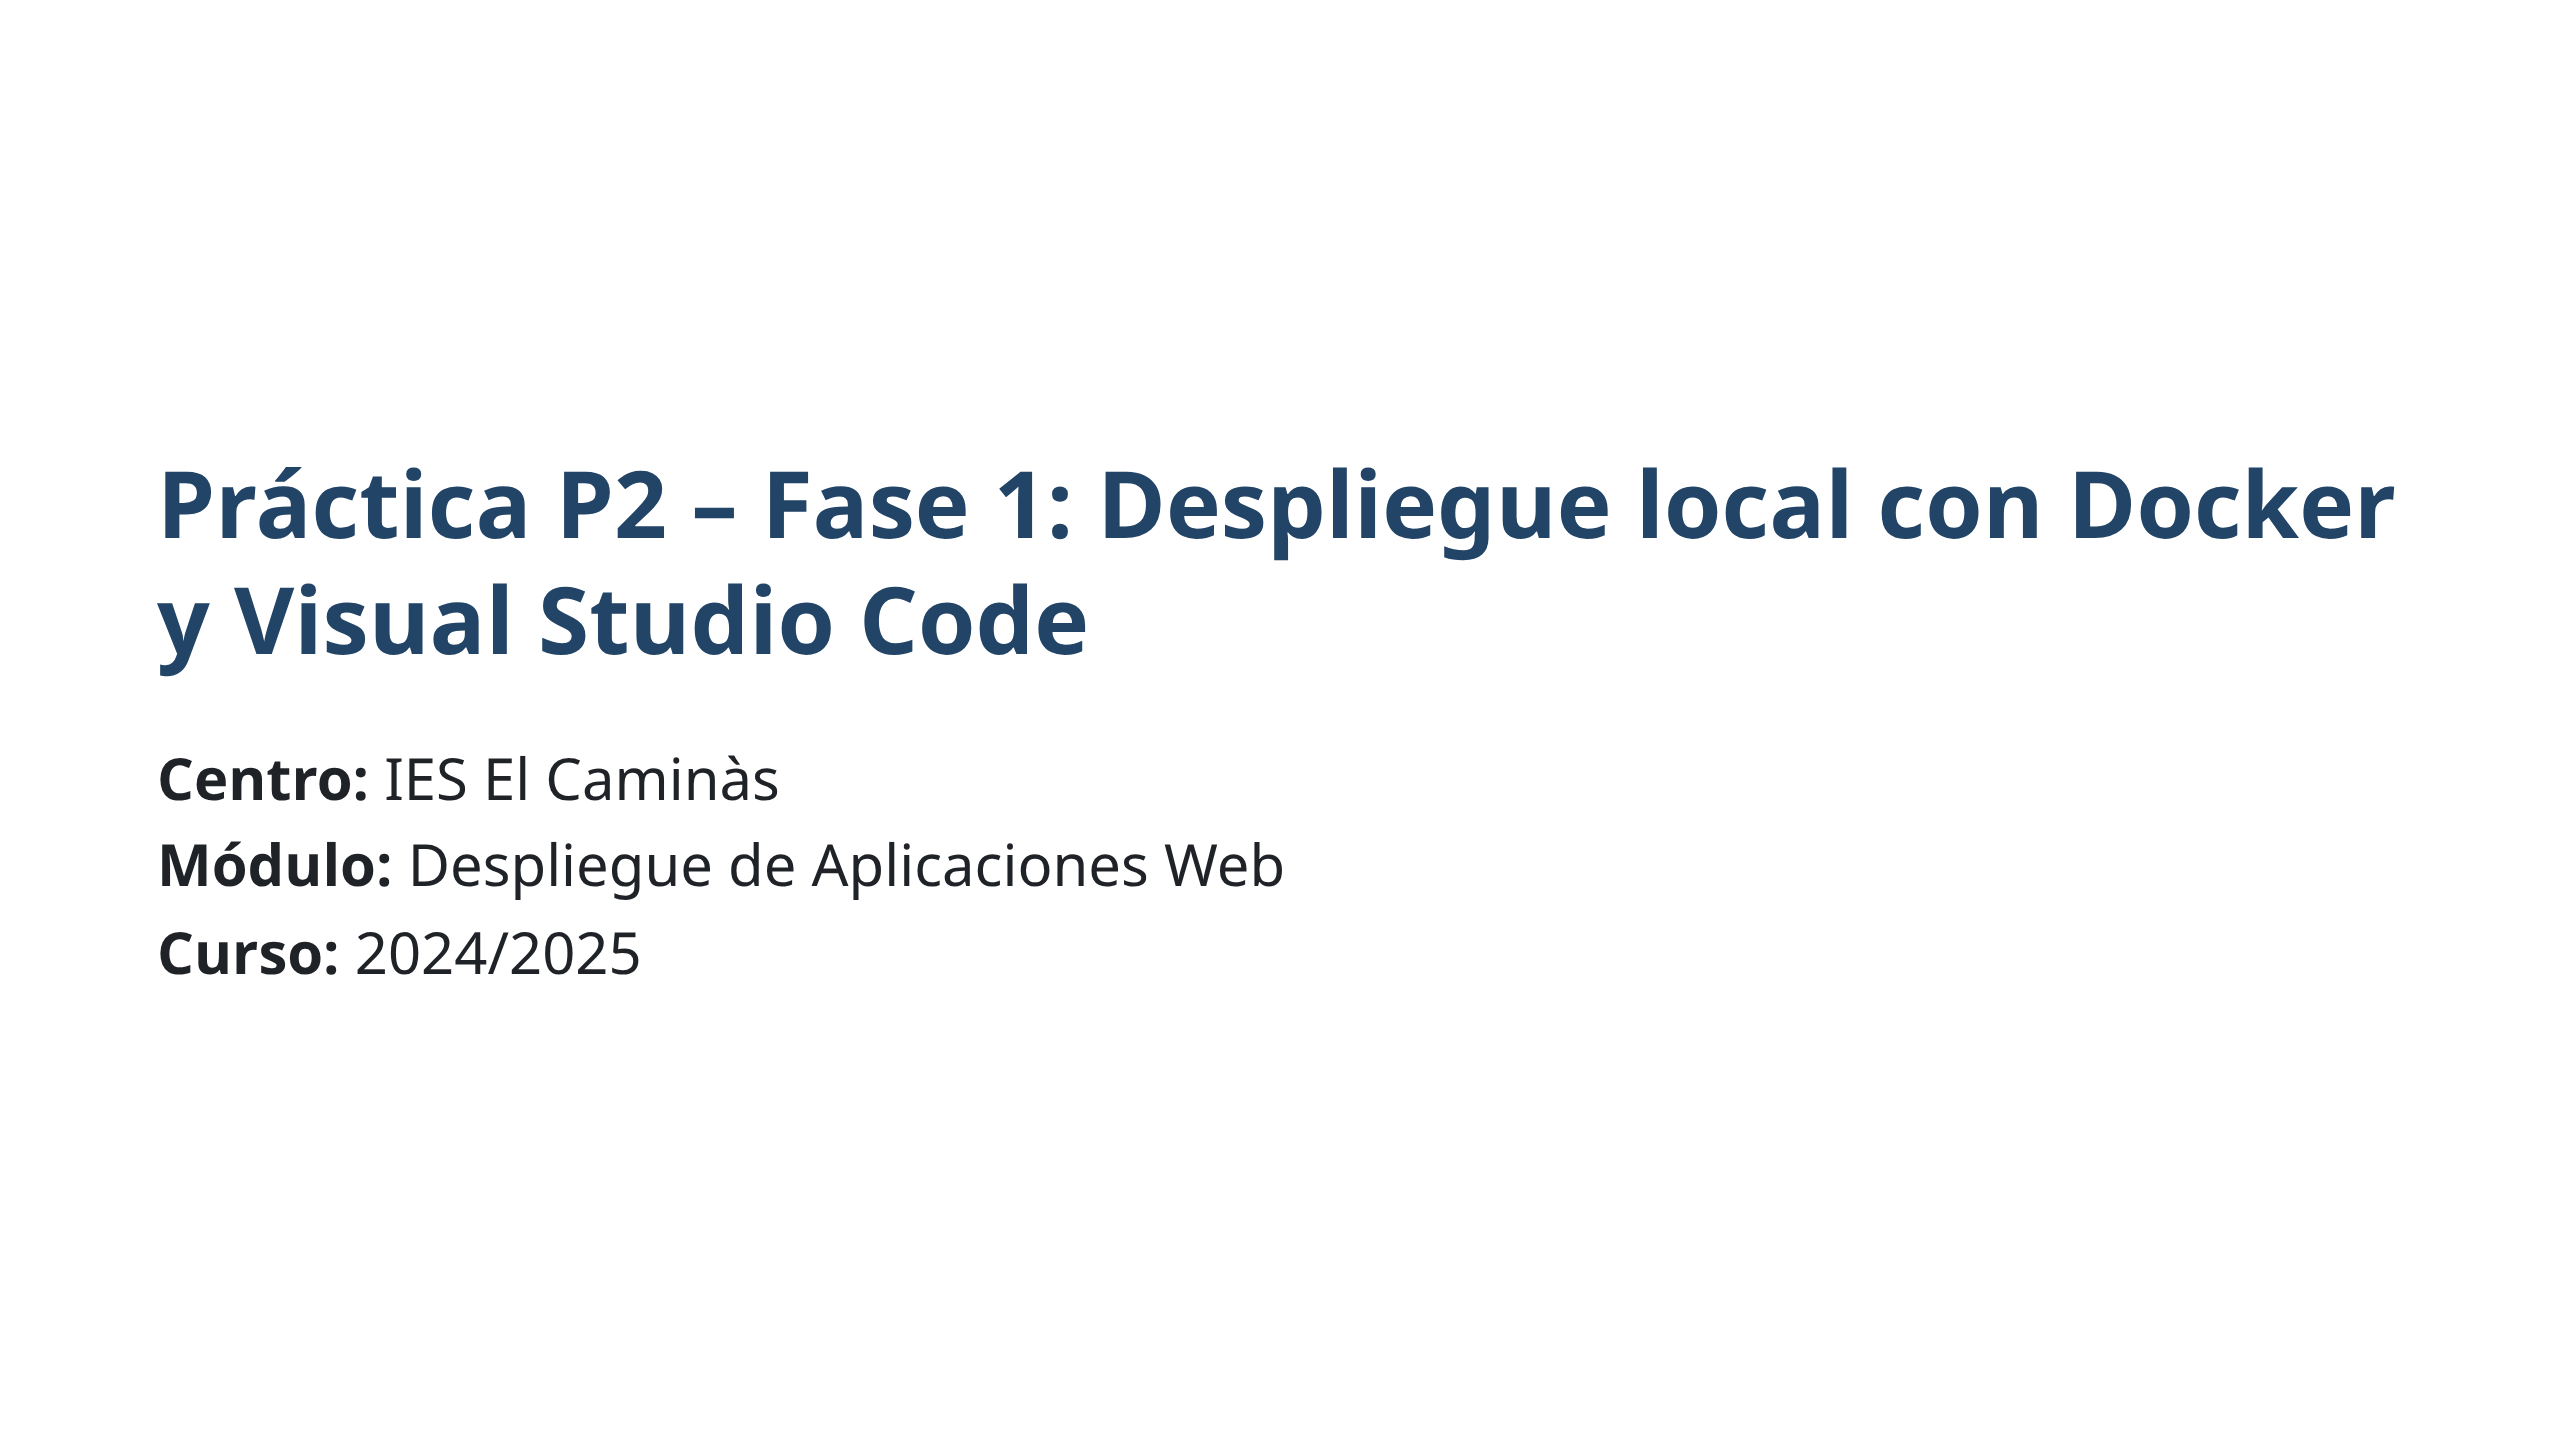 Práctica P2 – Fase 1: Despliegue local con Docker
y Visual Studio Code
Centro: IES El Caminàs
Módulo: Despliegue de Aplicaciones Web
Curso: 2024/2025